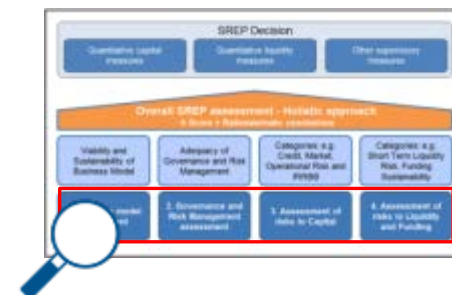 SREP Decision
Quantitative capital
measures
Quantitative liquidity
measures
Other supervisory
measures
Overall SREP assessment - Holistic approach
Viability and
Sustainability of
Business Model
Adequacy of
Governance and Risk
Management
Categories: e.g.
Credit, Market,
Operational Risk and
IRRBB
Categories: e.g.
Short Term Liquidity
Risk, Funding
Sustainability
model
2. Governance and
Risk Management
assessment
3. Assessment of
risks to Capital
4. Assessment of
risks to Liquidity
and Funding